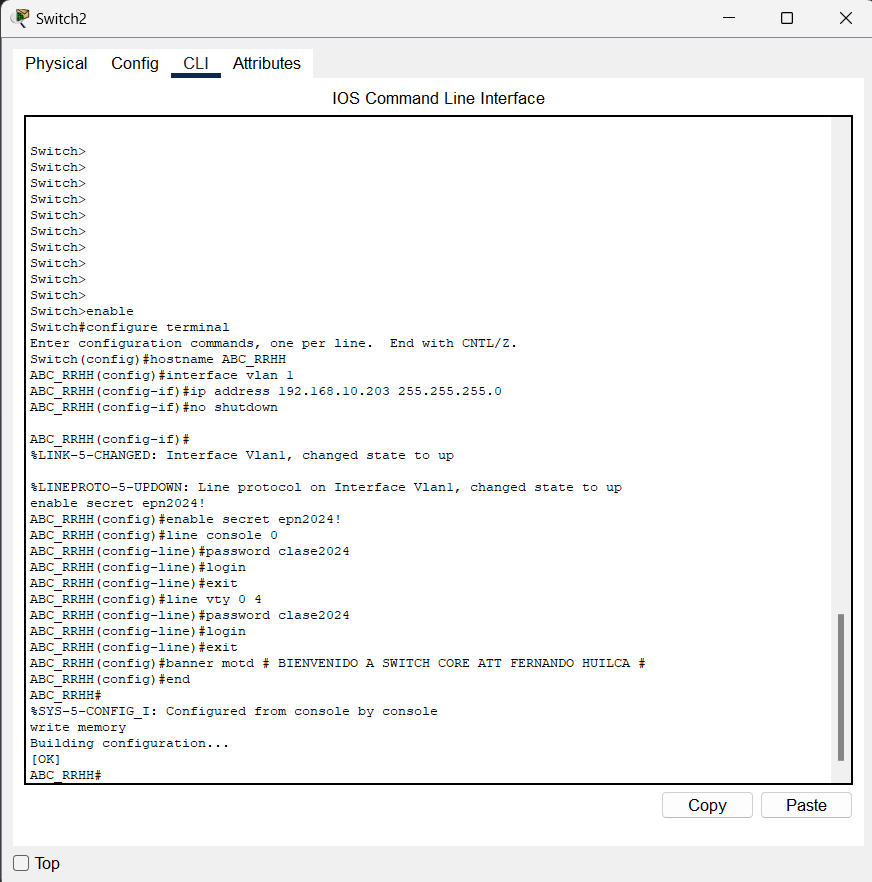 Switch2
Physical Config CLI Attributes
IOS Command Line Interface
Switch>
Switch>
Switch>
Switch>
Switch>
Switch>
Switch>
Switch>
Switch>
Switch>
Switch>enable
Switch#configure terminal
Enter configuration commands, one per line.  End with CNTL/Z.
Switch(config)#hostname ABC_RRHH
ABC_RRHH(config)#interface vlan 1
ABC_RRHH(config-if)#ip address 192.168.10.203 255.255.255.0
ABC_RRHH(config-if)#no shutdown
ABC_RRHH(config-if)#
%LINK-5-CHANGED: Interface Vlan1, changed state to up
%LINEPROTO-5-UPDOWN: Line protocol on Interface Vlan1, changed state to up
enable secret epn2024!
ABC_RRHH(config)#enable secret epn2024!
ABC_RRHH(config)#line console 0
ABC_RRHH(config-line)#password clase2024
ABC_RRHH(config-line)#login
ABC_RRHH(config-line)#exit
ABC_RRHH(config)#line vty 0 4
ABC_RRHH(config-line)#password clase2024
ABC_RRHH(config-line)#login
ABC_RRHH(config-line)#exit
ABC_RRHH(config)#banner motd # BIENVENIDO A SWITCH CORE ATT FERNANDO HUILCA #
ABC_RRHH(config)#end
ABC_RRHH#
%SYS-5-CONFIG_I: Configured from console by console
write memory
Building configuration...
[OK]
ABC_RRHH#
Copy Paste
Top